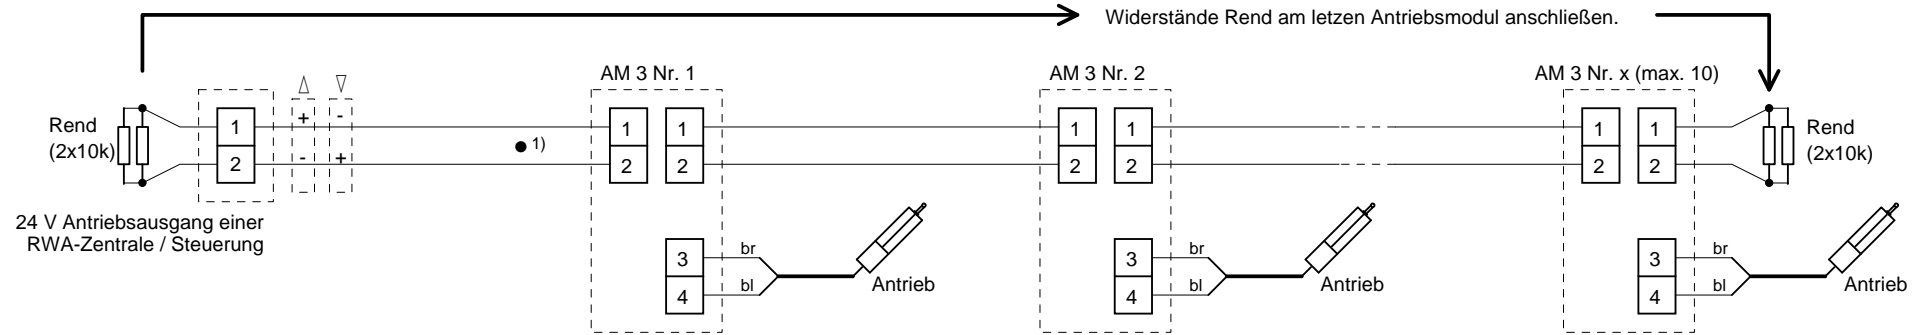 Widerstände Rend am letzen Antriebsmodul anschließen.
AM 3 Nr. 1
AM 3 Nr. 2
AM 3 Nr. x (max. 10)
Rend
(2x10k)
1
2
+
-
-
+
1)
1
2
1
2
1
2
1
2
1
2
1
2
Rend
(2x10k)
24 V Antriebsausgang einer
RWA-Zentrale / Steuerung
3
4
br
bl
Antrieb
3
4
br
bl
Antrieb
3
4
br
bl
Antrieb